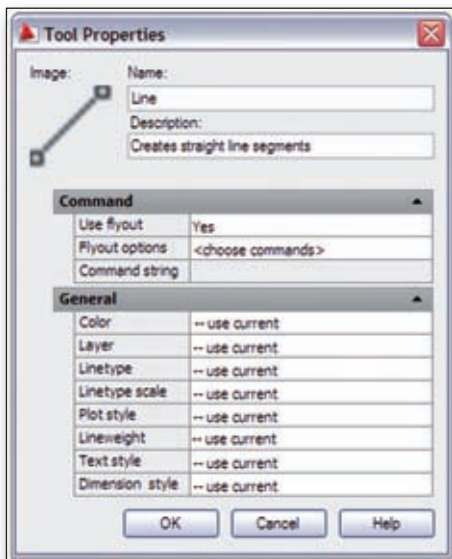 Tool Properties
Image:
Name:
Line
Description:
Creates straight line segments
Command
Use flyout Yes
Flyout options <choose commands>
Command string
General
Color -- use current
Layer -- use current
Linetype -- use current
Linetype scale -- use current
Plot style -- use current
Lineweight -- use current
Text style -- use current
Dimension style -- use current
OK Cancel Help